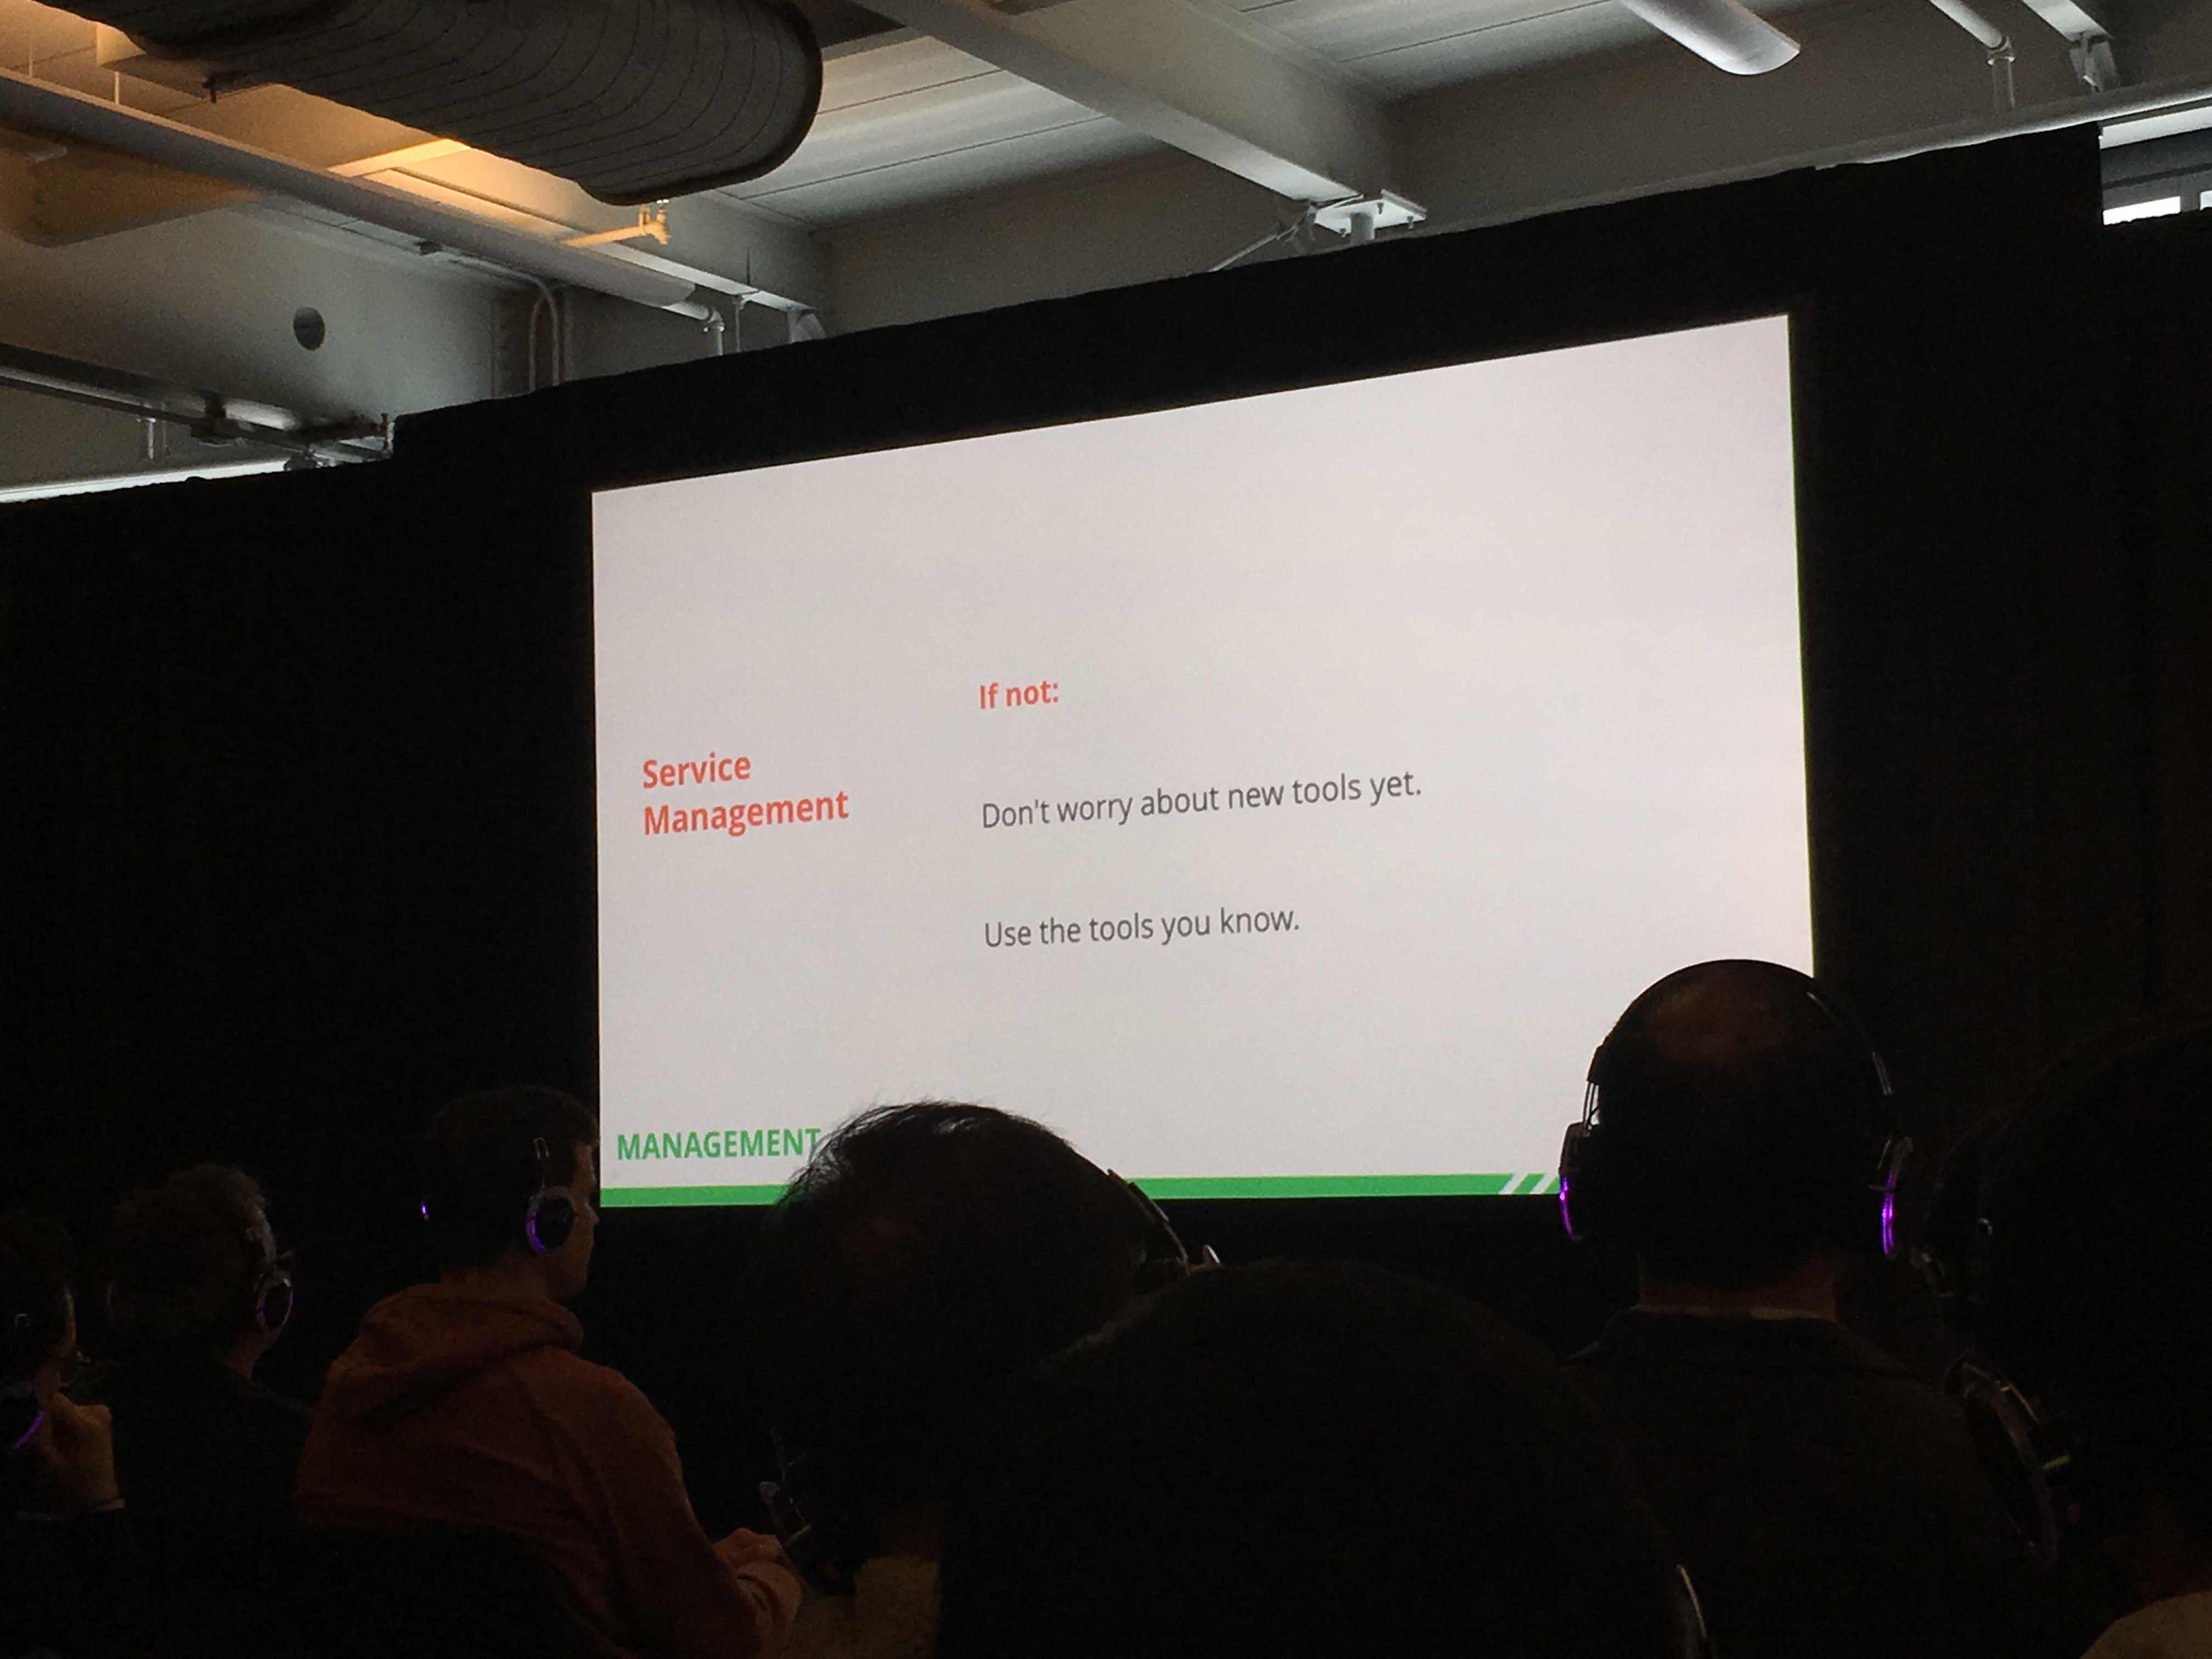 Service
Management
If not:
Don't worry about new tools yet.
Use the tools you know.
MANAGEMENT